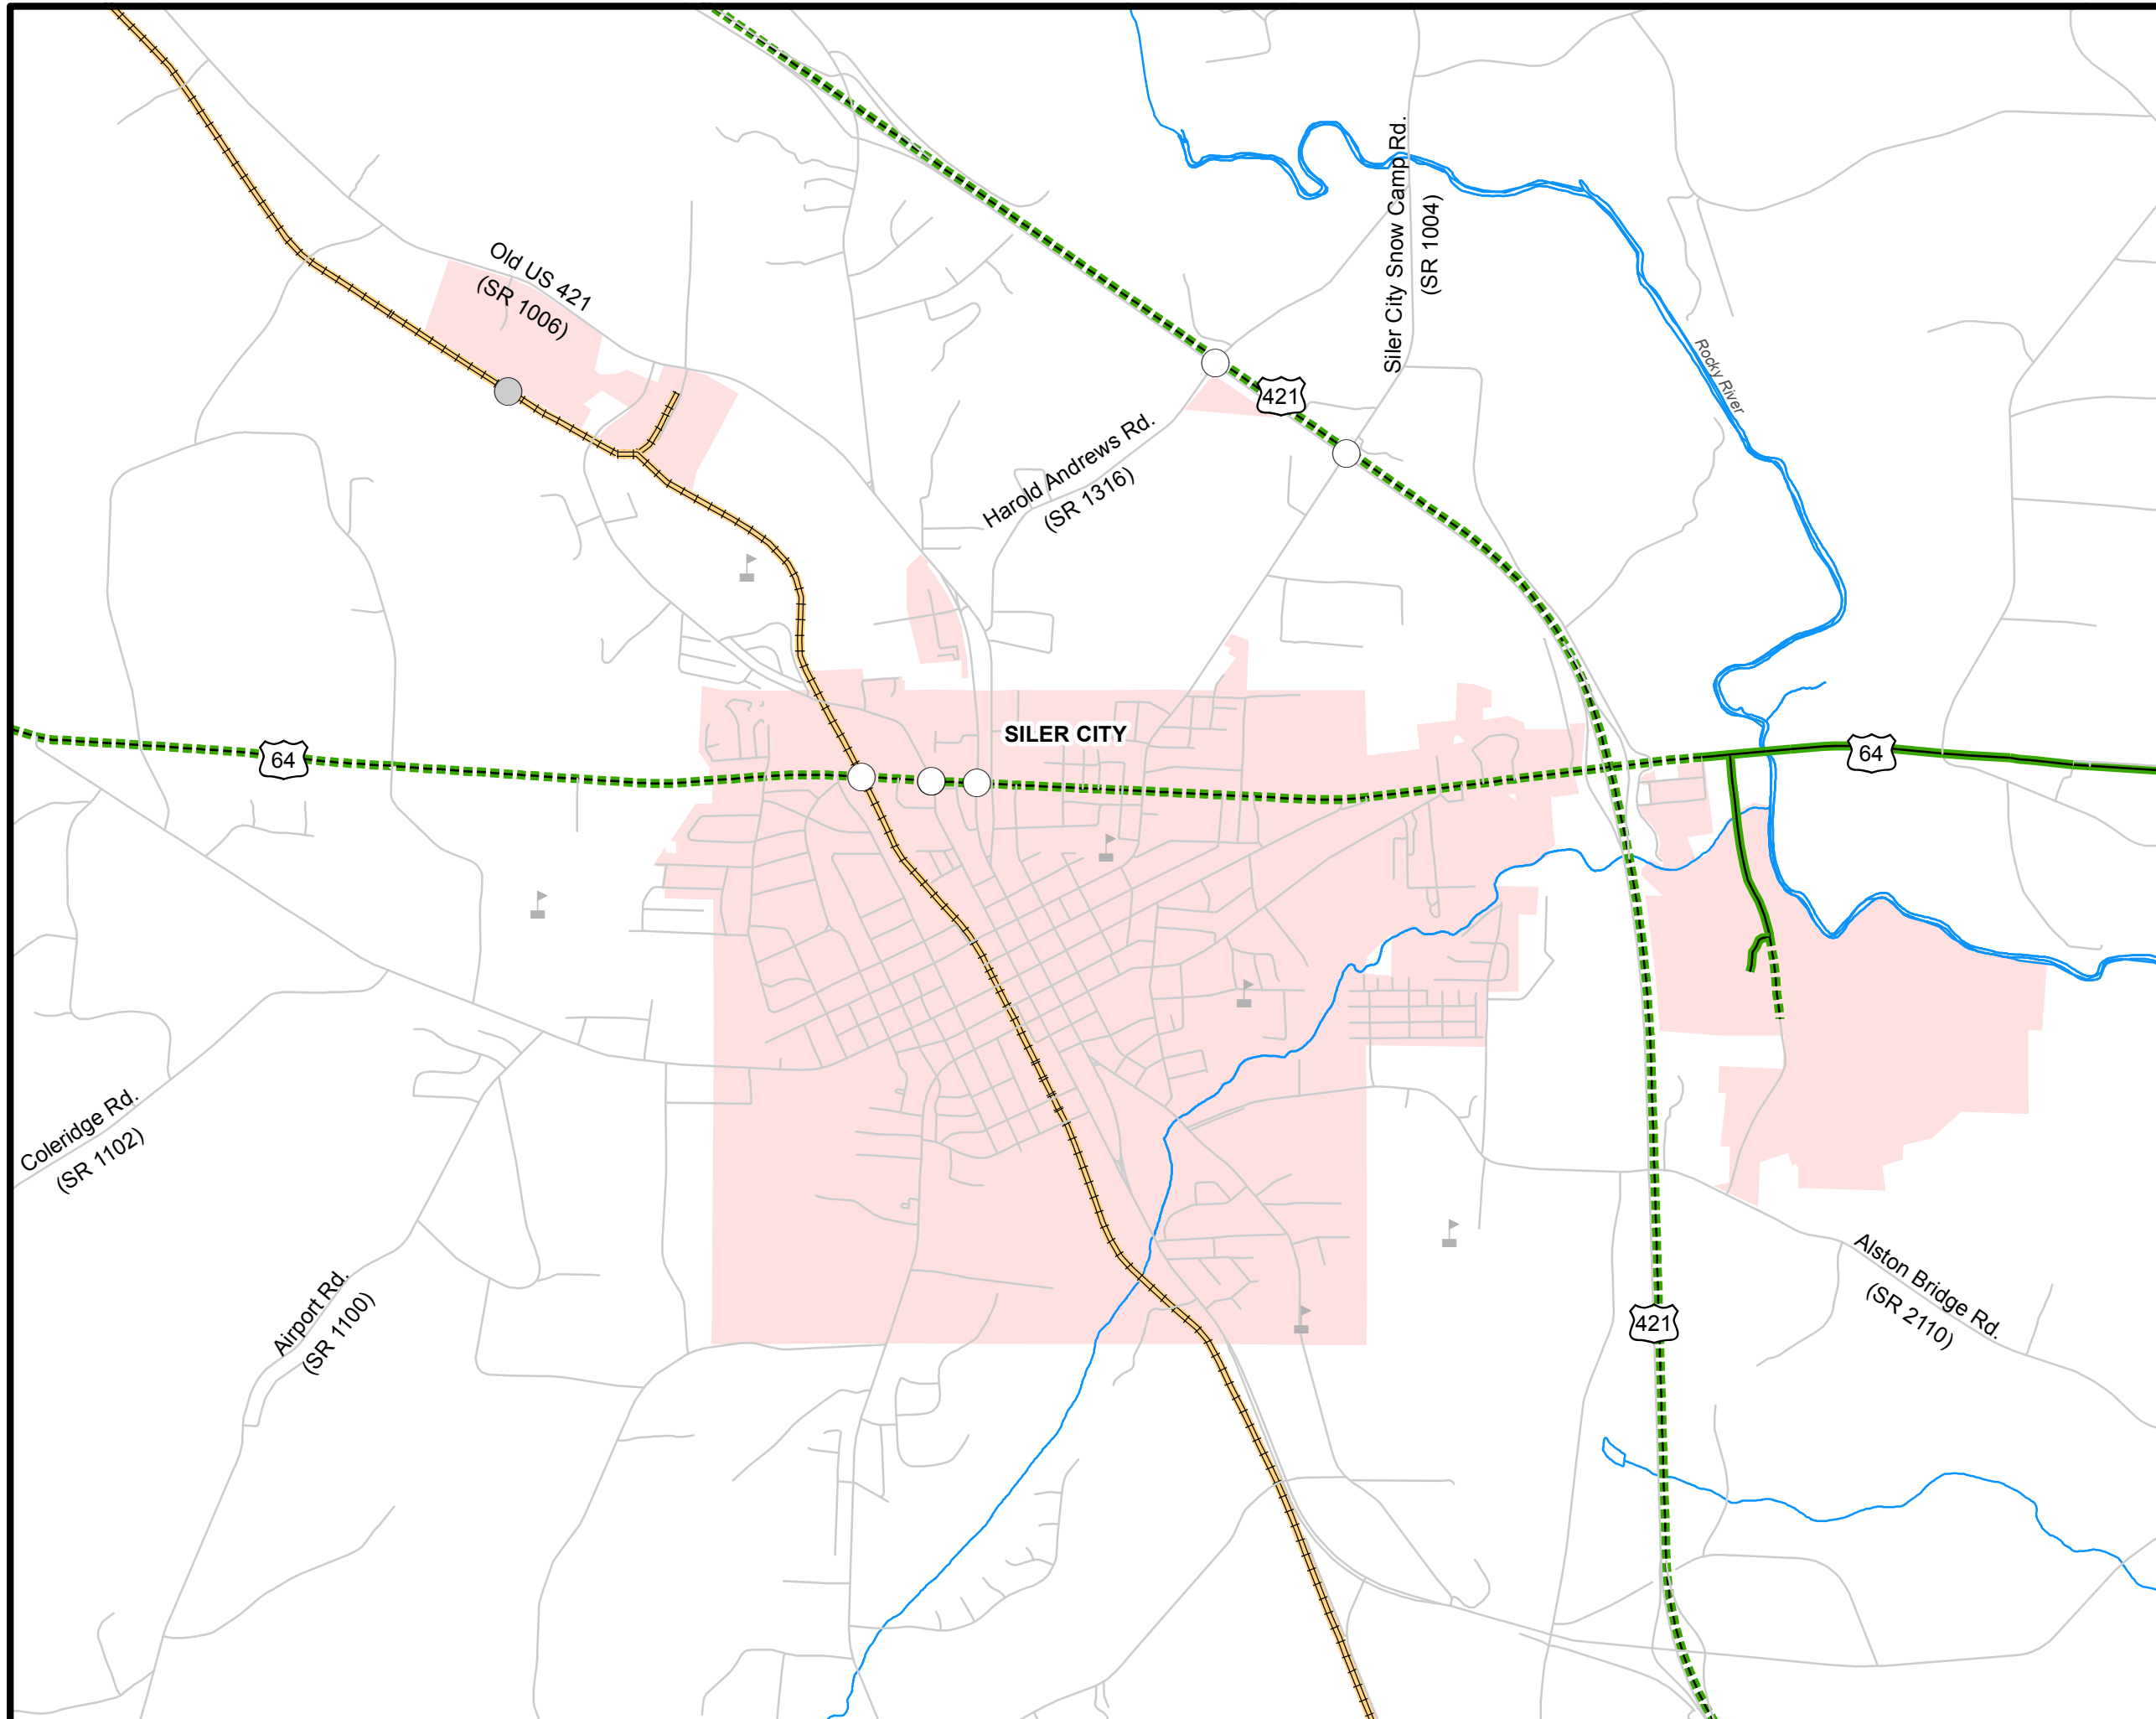 Old US 421
(SR 1006)
Siler City Snow Camp Rd.
(SR 1004)
Rocky River
421
Harold Andrews Rd.
(SR 1316)
SILER CITY
64
64
Coleridge Rd.
(SR 1102)
Airport Rd.
(SR 1100)
421
Alston Bridge Rd.
(SR 2110)